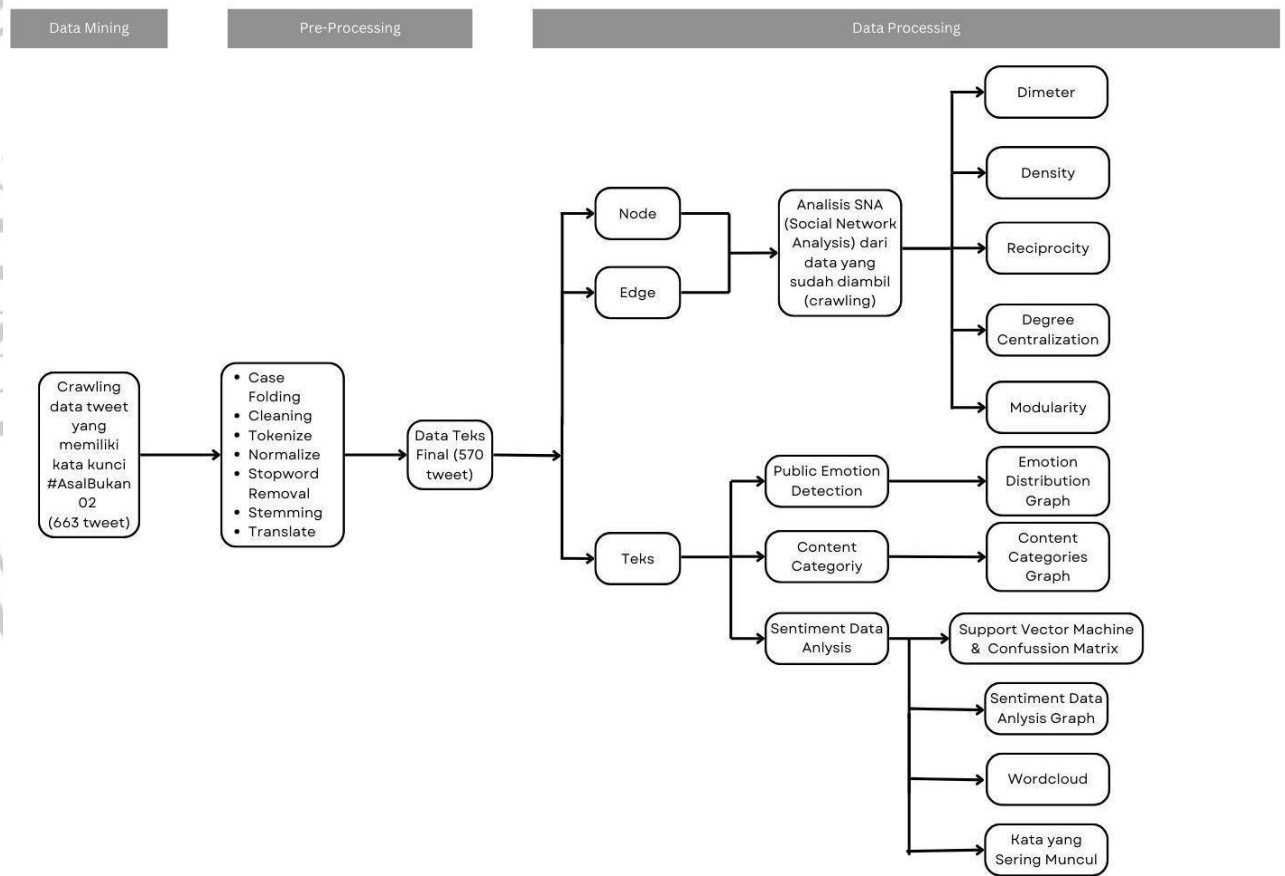 Data Mining
Pre-Processing
Data Processing
Crawling
data tweet
yang
memiliki
kata kunci
#AsalBukan
02
(663 tweet)
• Case
Folding
• Cleaning
• Tokenize
• Normalize
• Stopword
Removal
• Stemming
• Translate
Data Teks
Final (570
tweet)
Node
Edge
Teks
Analisis SNA
(Social Network
Analysis) dari
data yang
sudah diambil
(crawling)
Dimeter
Density
Reciprocity
Degree
Centralization
Modularity
Public Emotion
Detection
Emotion
Distribution
Graph
Content
Categoriy
Content
Categories
Graph
Sentiment Data
Anlysis
Support Vector Machine
& Confussion Matrix
Sentiment Data
Anlysis Graph
Wordcloud
Kata yang
Sering Muncul